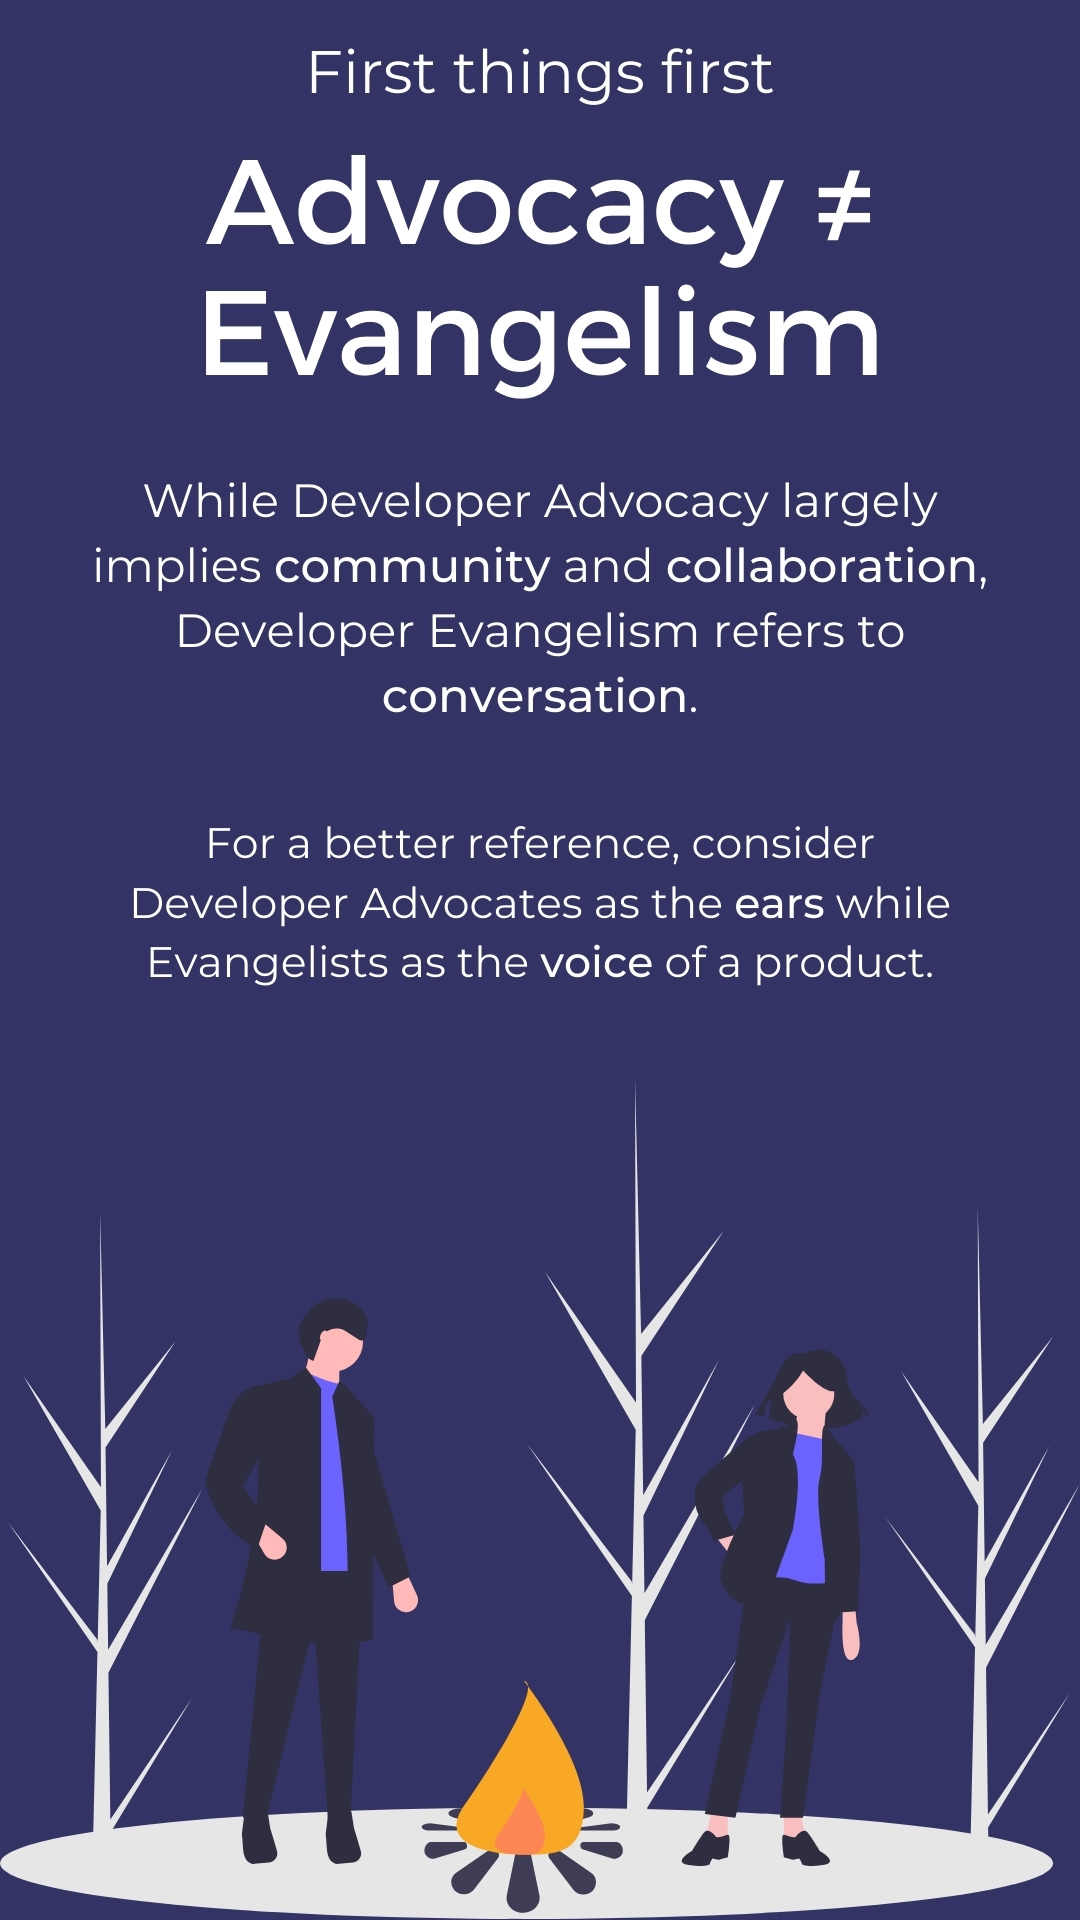 First things first
Advocacy ≠
Evangelism
While Developer Advocacy largely
implies community and collaboration,
Developer Evangelism refers to
conversation.
For a better reference, consider
Developer Advocates as the ears while
Evangelists as the voice of a product.